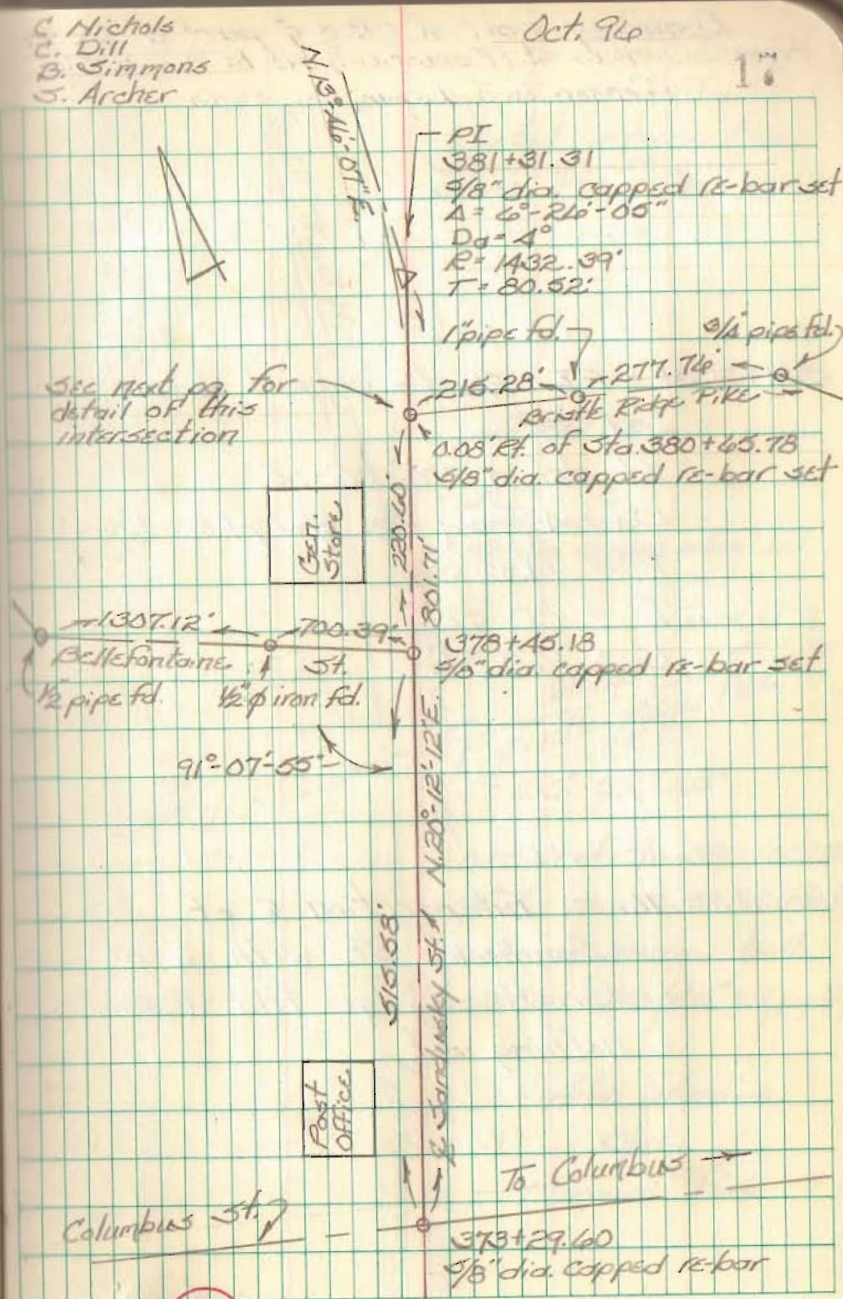 C. Nichols
C. Dill
B. Simmons
S. Archer
Oct. 96
17
N. 13°-46'-07" E.
PI
381+31.31
5/8" dia. capped re-bar set
Δ = 6°-26'-05"
Da = 4°
R = 1432.39'
T = 80.52'
1" pipe fd.
3/4" pipe fd.
See next pg. for
detail of this
intersection
216.28'
277.76'
Bristle Ridge Pike
0.08' Rt. of Sta. 380+65.78
5/8" dia. capped re-bar set
Gen.
Store
220.60'
801.71'
1307.12'
700.39'
378+45.18
5/8" dia. capped re-bar set
Bellefontaine St.
1/2" pipe fd.
1/2" ⌀ iron fd.
91°-07'-55"
N. 20°-12'-12" E.
515.58'
℄ Sandusky St.
Post
Office
To Columbus
Columbus St.
373+29.60
5/8" dia. capped re-bar